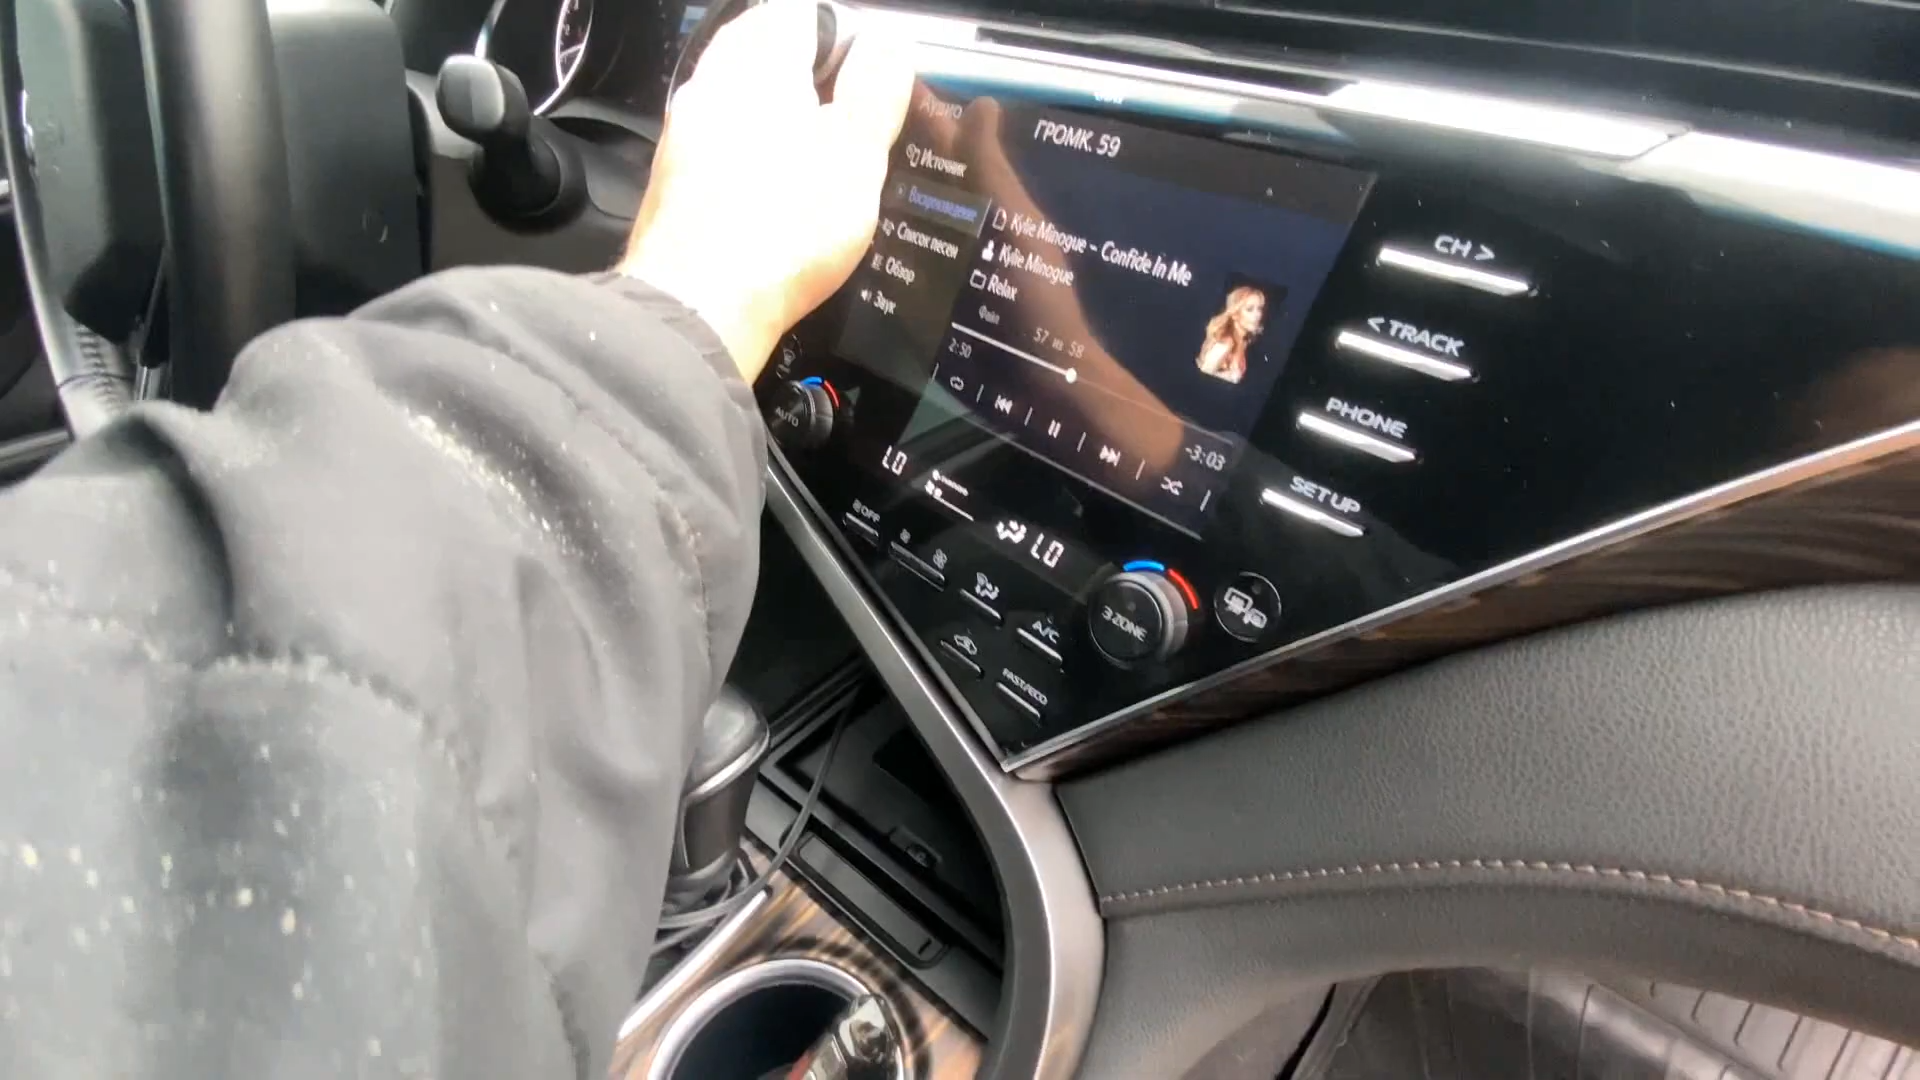 Аудио
ГРОМК. 59
Источник
Воспроизведение
Список песен
Обзор
Звук
Kylie Minogue - Confide In Me
Kylie Minogue
Relax
Файл
57 из 58
2:50
-3:03
CH >
< TRACK
PHONE
SETUP
AUTO
LO
LO
OFF
A/C
3-ZONE
FAST/ECO